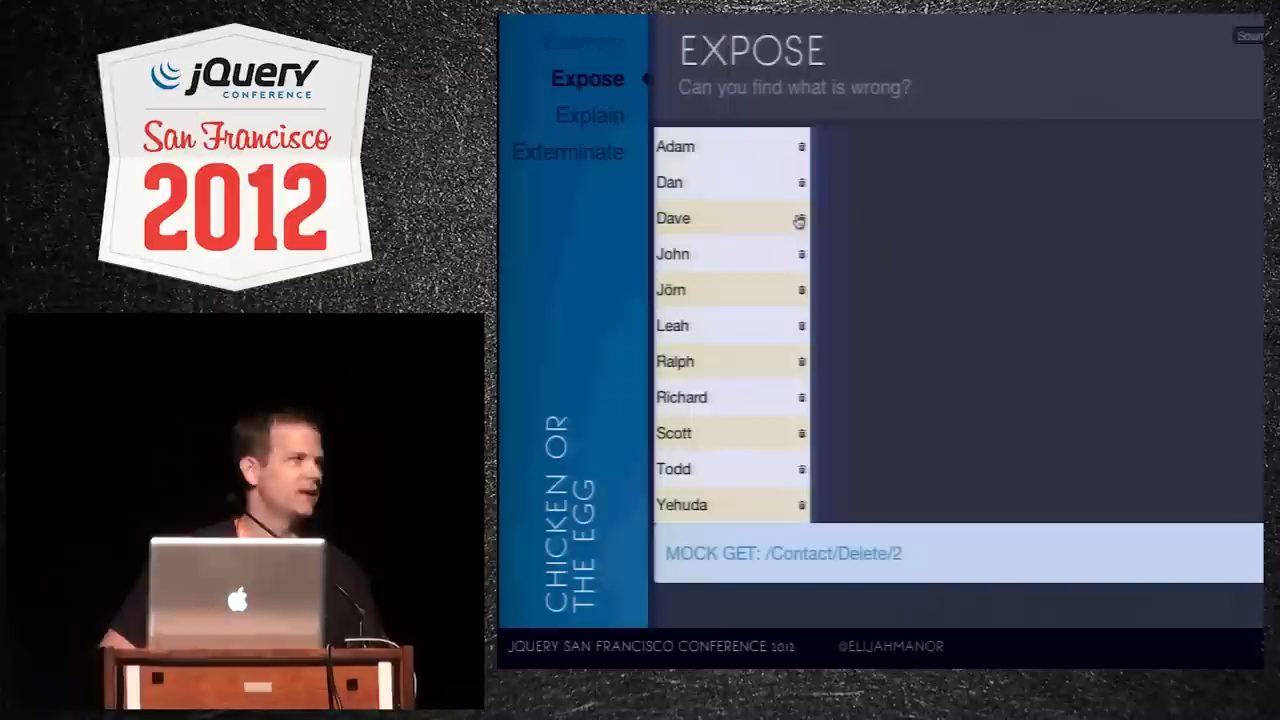 jQuery
CONFERENCE
San Francisco
2012
Expose
Explain
Exterminate
CHICKEN OR
THE EGG
EXPOSE
Can you find what is wrong?
Adam
Dan
Dave
John
Jörn
Leah
Ralph
Richard
Scott
Todd
Yehuda
MOCK GET: /Contact/Delete/2
JQUERY SAN FRANCISCO CONFERENCE 2012
@ELIJAHMANOR